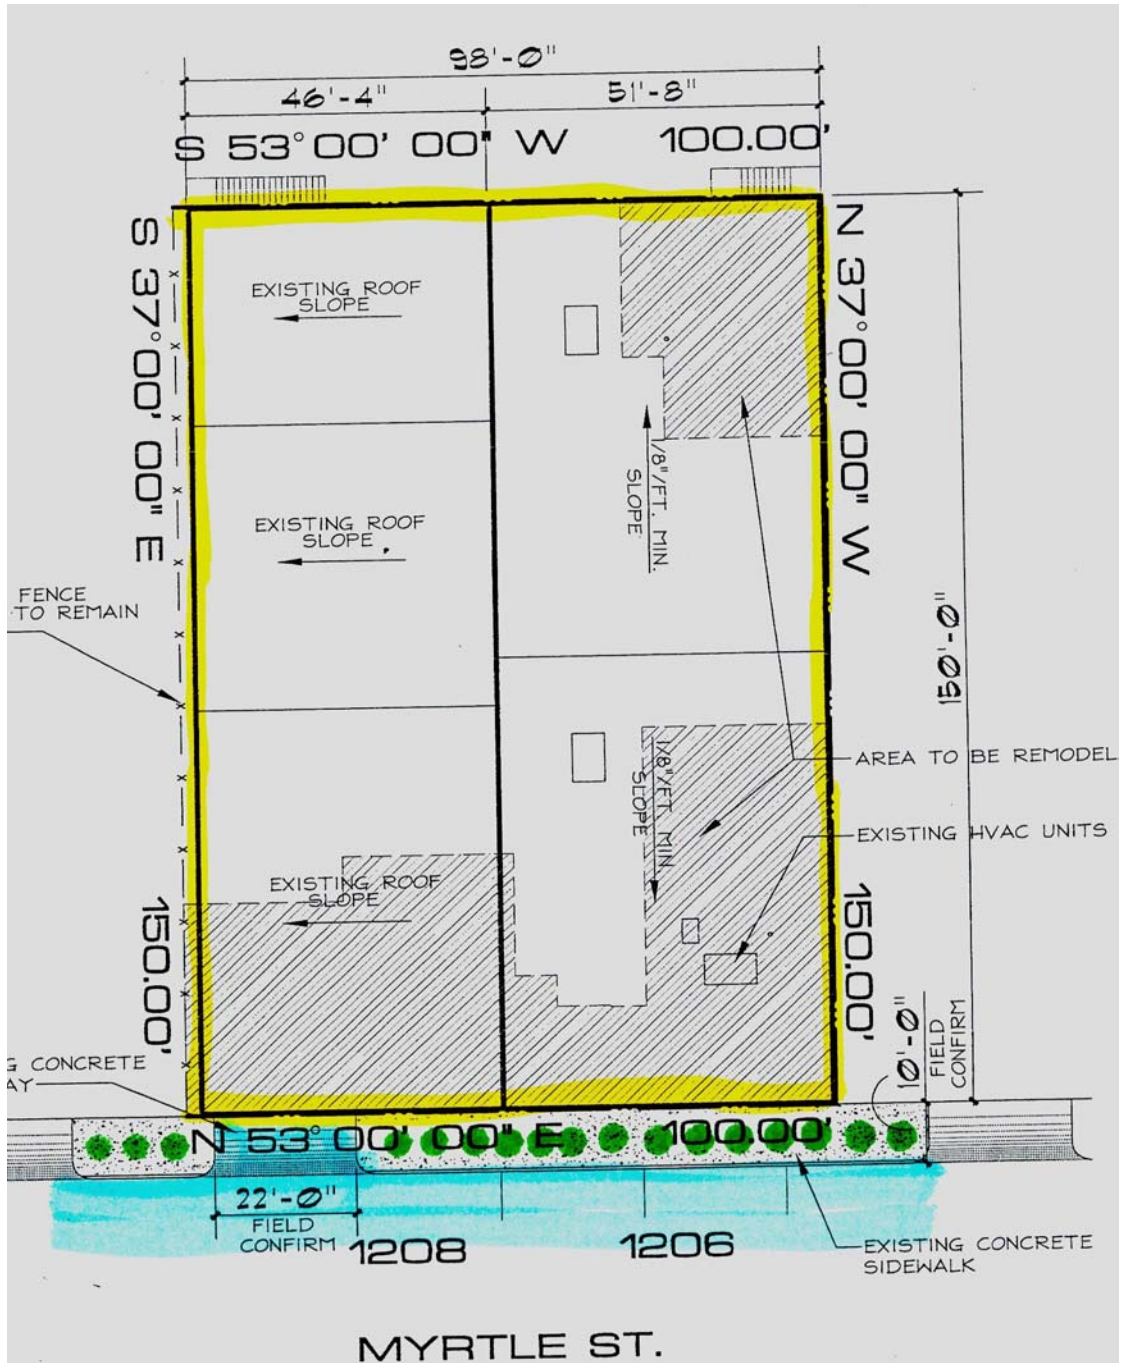 98'-0"
46'-4"
51'-8"
S 53°00' 00" W
100.00'
S 37°00' 00" E
N 37°00' 00" W
EXISTING ROOF
SLOPE
1/8"/FT. MIN.
SLOPE
EXISTING ROOF
SLOPE
FENCE
TO REMAIN
150'-0"
AREA TO BE REMODEL
1/8"/FT. MIN
SLOPE
EXISTING HVAC UNITS
EXISTING ROOF
SLOPE
150.00'
150.00'
10'-0"
FIELD
CONFIRM
G CONCRETE
AY
N 53°00' 00" E
100.00'
22'-0"
FIELD
CONFIRM
1208
1206
EXISTING CONCRETE
SIDEWALK
MYRTLE ST.